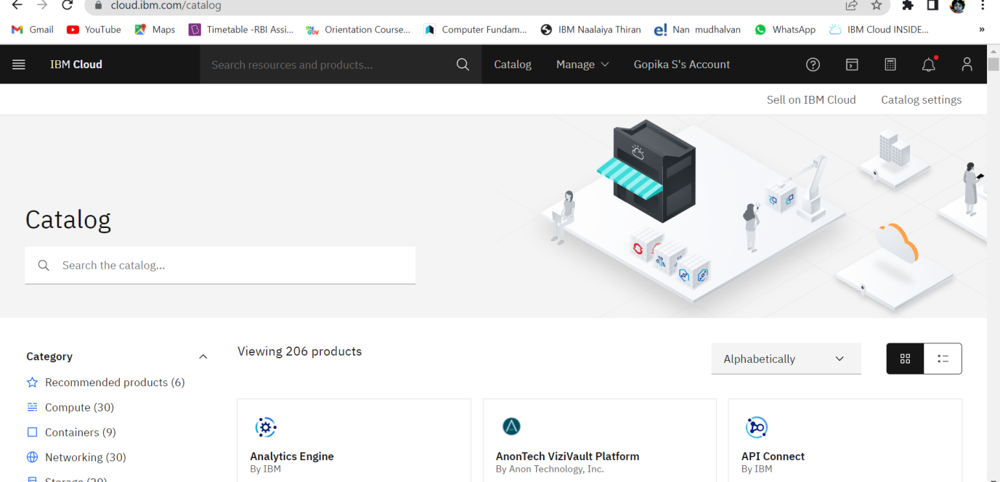 cloud.ibm.com/catalog
Gmail YouTube Maps Timetable -RBI Assi... Orientation Course... Computer Fundam... IBM Naalaiya Thiran Nan mudhalvan WhatsApp IBM Cloud INSIDE... »
IBM Cloud Search resources and products... Catalog Manage Gopika S's Account
Sell on IBM Cloud Catalog settings
Catalog
Search the catalog...
Category Viewing 206 products Alphabetically
Recommended products (6)
Compute (30)
Containers (9)
Networking (30)
Storage (20)
Analytics Engine
By IBM
AnonTech ViziVault Platform
By Anon Technology, Inc.
API Connect
By IBM